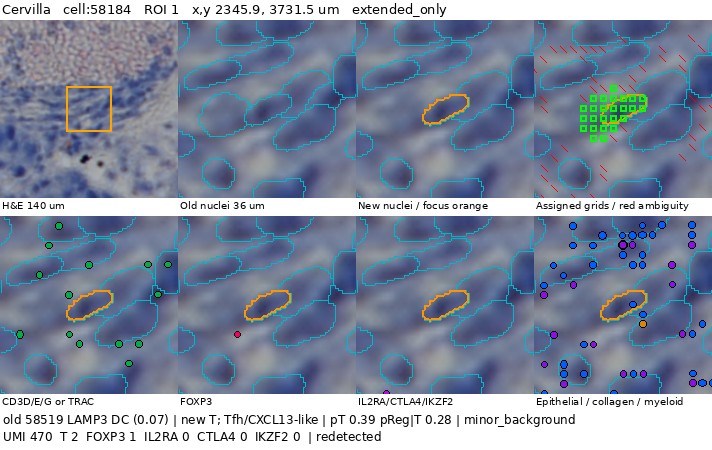 Cervilla   cell:58184   ROI 1   x,y 2345.9, 3731.5 um   extended_only
H&E 140 um
Old nuclei 36 um
New nuclei / focus orange
Assigned grids / red ambiguity
CD3D/E/G or TRAC
FOXP3
IL2RA/CTLA4/IKZF2
Epithelial / collagen / myeloid
old 58519 LAMP3 DC (0.07) | new T; Tfh/CXCL13-like | pT 0.39 pReg|T 0.28 | minor_background
UMI 470  T 2  FOXP3 1  IL2RA 0  CTLA4 0  IKZF2 0  | redetected